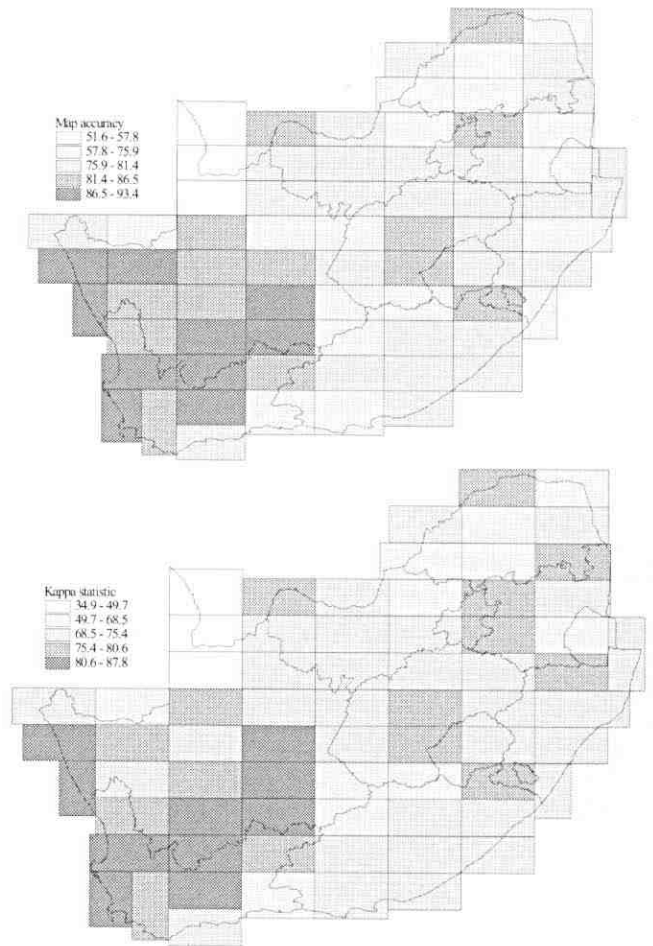 Map accuracy
51.6 - 57.8
57.8 - 75.9
75.9 - 81.4
81.4 - 86.5
86.5 - 93.4
Kappa statistic
34.9 - 49.7
49.7 - 68.5
68.5 - 75.4
75.4 - 80.6
80.6 - 87.8